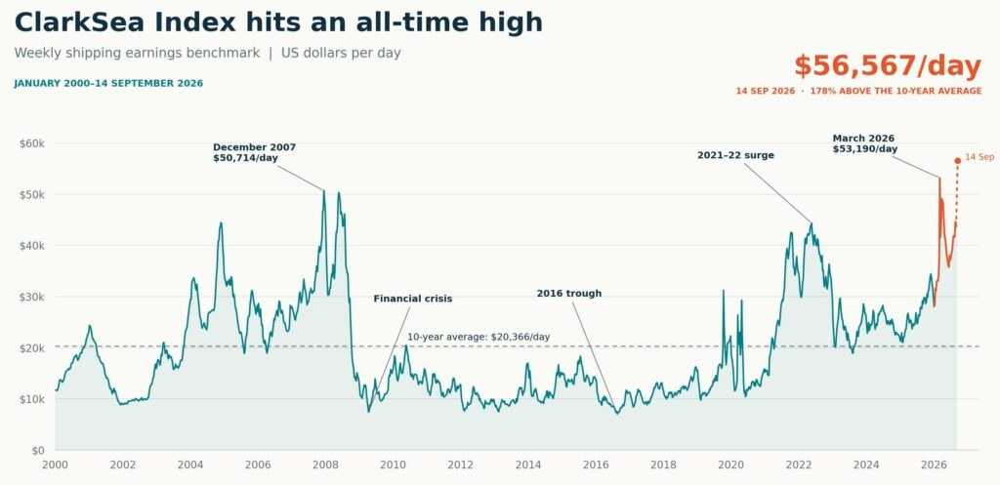 ClarkSea Index hits an all-time high
Weekly shipping earnings benchmark | US dollars per day
$56,567/day
JANUARY 2000–14 SEPTEMBER 2026
14 SEP 2026 · 178% ABOVE THE 10-YEAR AVERAGE
$60k
December 2007
$50,714/day
2021–22 surge
March 2026
$53,190/day
14 Sep
$50k
$40k
$30k
Financial crisis
2016 trough
10-year average: $20,366/day
$20k
$10k
$0
2000 2002 2004 2006 2008 2010 2012 2014 2016 2018 2020 2022 2024 2026